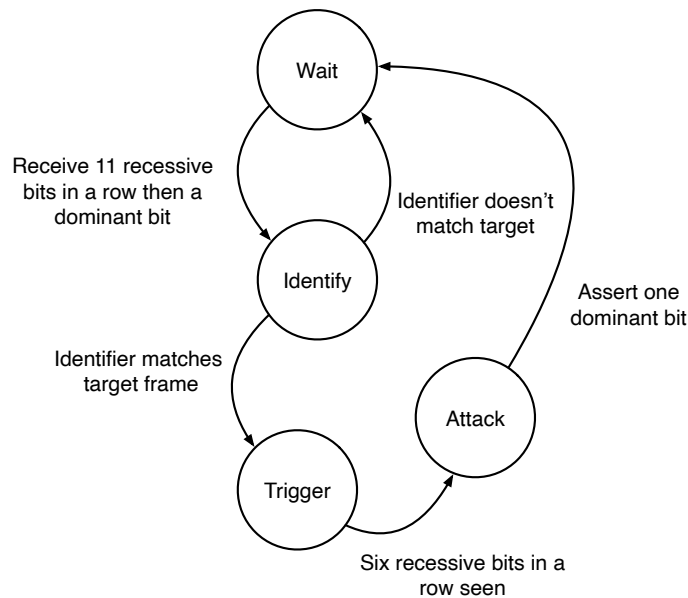 Wait
Receive 11 recessive
bits in a row then a
dominant bit
Identifier doesn't
match target
Identify
Assert one
dominant bit
Identifier matches
target frame
Attack
Trigger
Six recessive bits in a
row seen